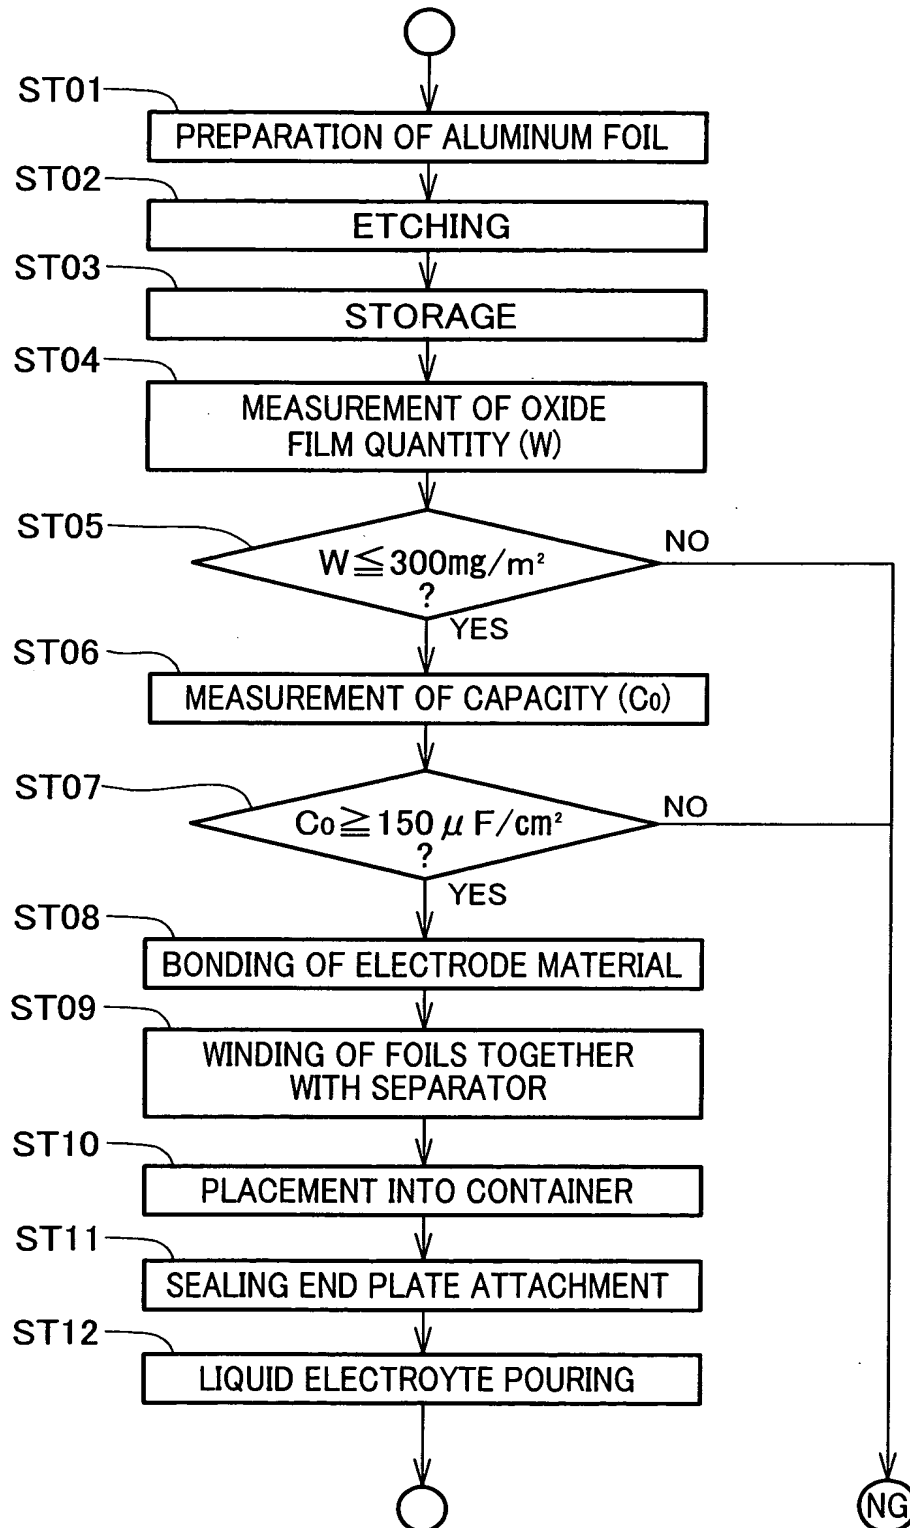 ST01
PREPARATION OF ALUMINUM FOIL
ST02
ETCHING
ST03
STORAGE
ST04
MEASUREMENT OF OXIDE
FILM QUANTITY (W)
ST05
W≦300mg/m²
?
NO
YES
ST06
MEASUREMENT OF CAPACITY (C₀)
ST07
C₀≧150μF/cm²
?
NO
YES
ST08
BONDING OF ELECTRODE MATERIAL
ST09
WINDING OF FOILS TOGETHER
WITH SEPARATOR
ST10
PLACEMENT INTO CONTAINER
ST11
SEALING END PLATE ATTACHMENT
ST12
LIQUID ELECTROYTE POURING
NG